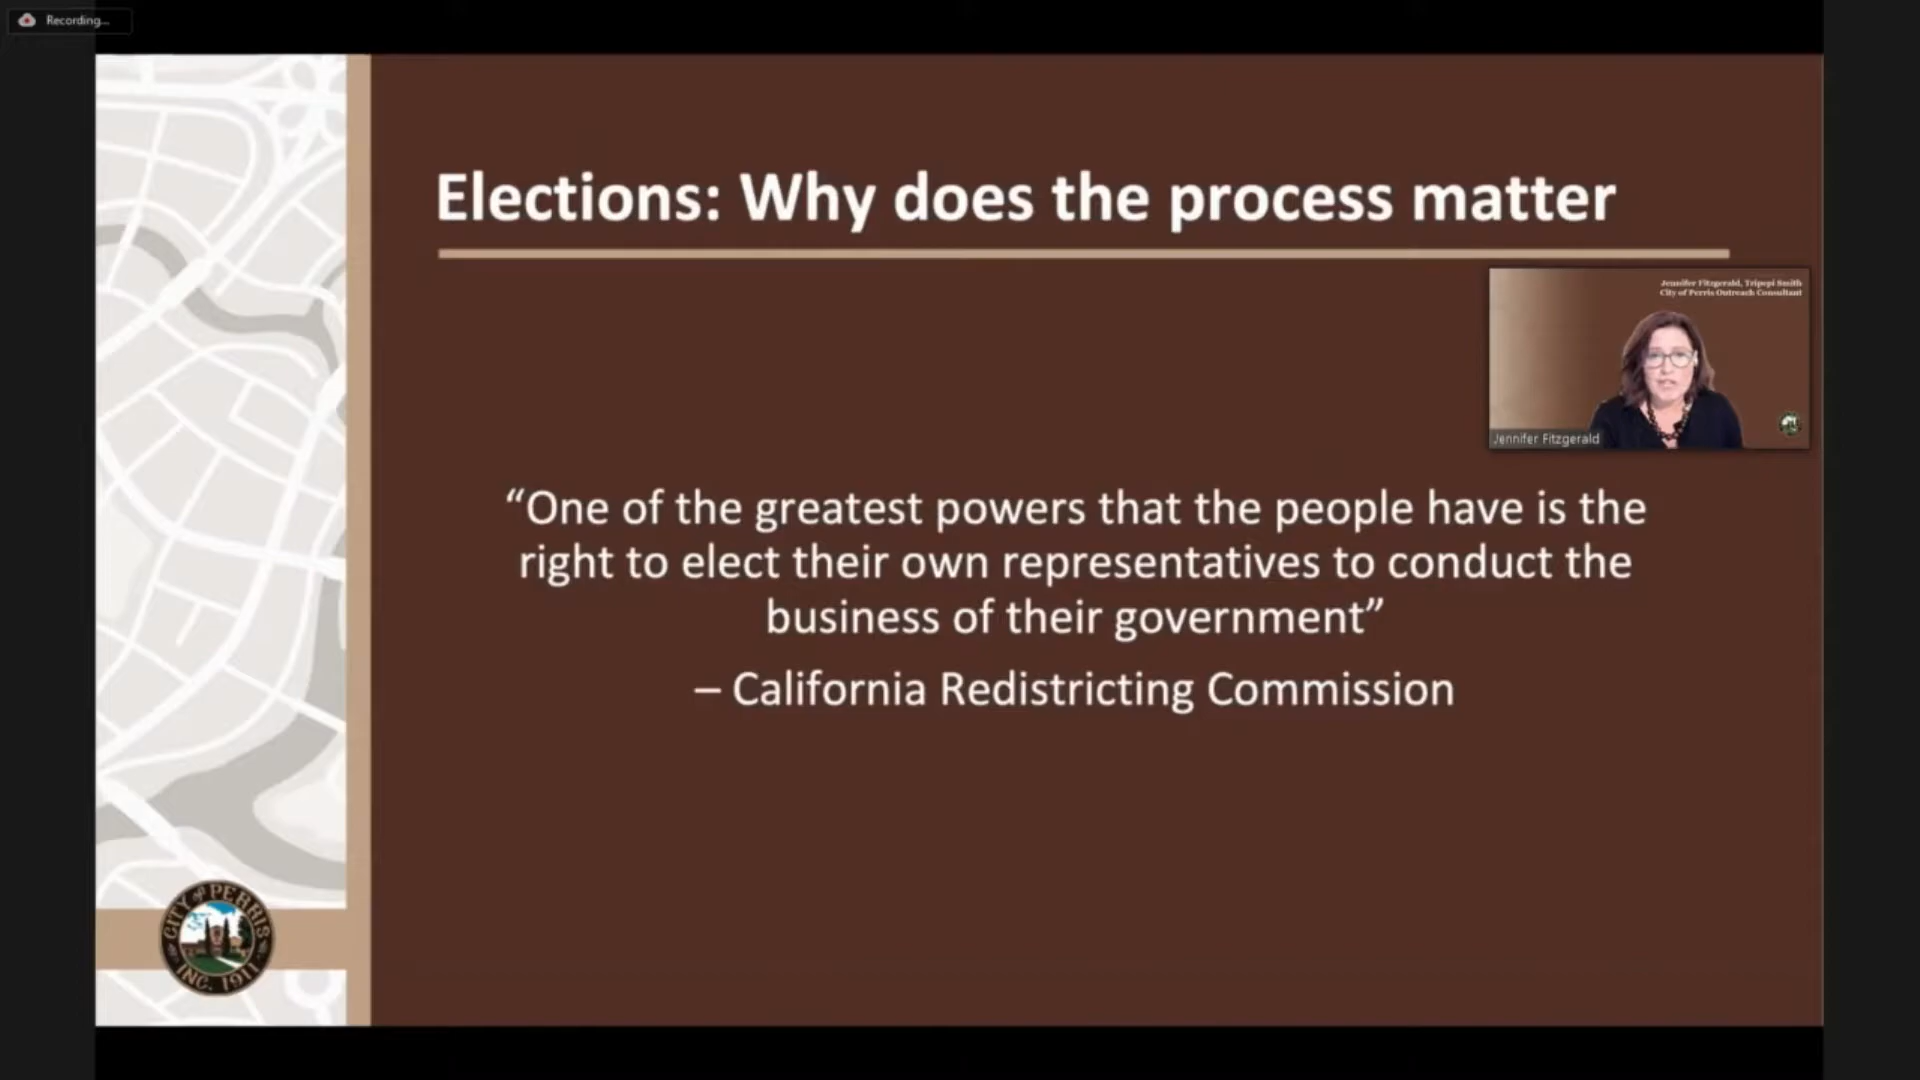 Recording...
Elections: Why does the process matter
Jennifer Fitzgerald, Tripepi Smith
City of Perris Outreach Consultant
Jennifer Fitzgerald
“One of the greatest powers that the people have is the
right to elect their own representatives to conduct the
business of their government”
– California Redistricting Commission
CITY of PERRIS
INC. 1911